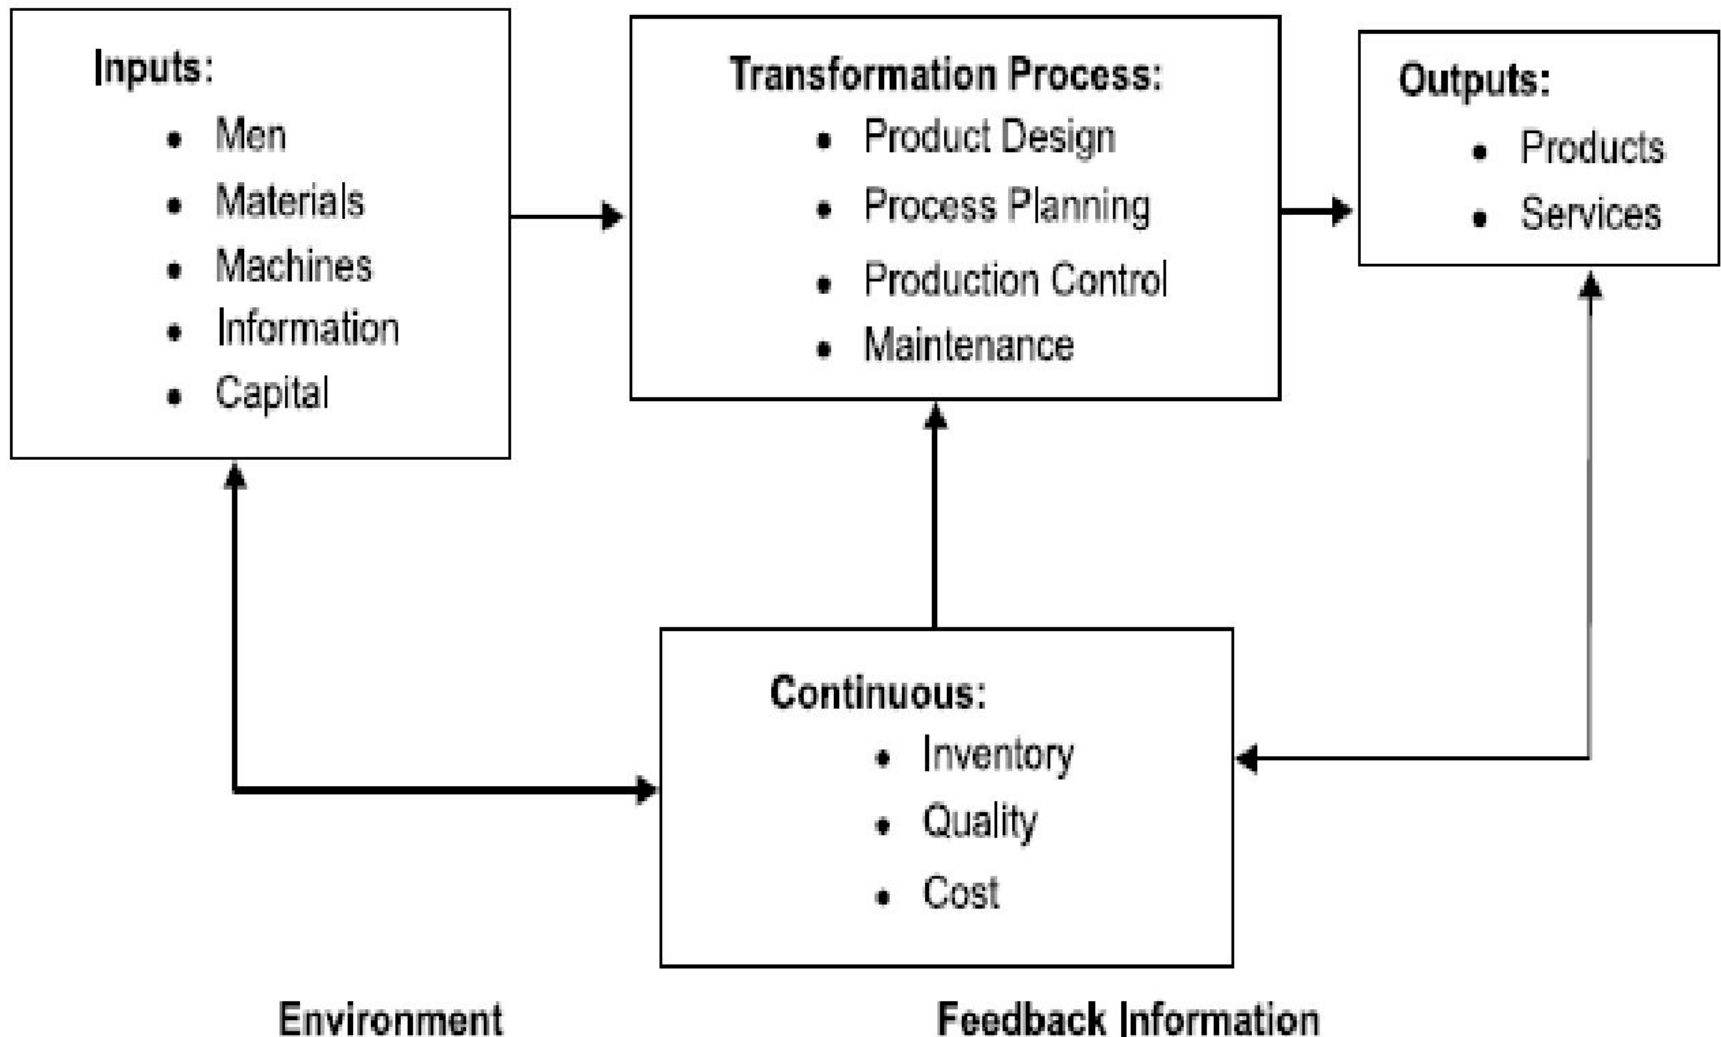 Inputs:
• Men
• Materials
• Machines
• Information
• Capital
Transformation Process:
• Product Design
• Process Planning
• Production Control
• Maintenance
Outputs:
• Products
• Services
Continuous:
• Inventory
• Quality
• Cost
Environment
Feedback Information